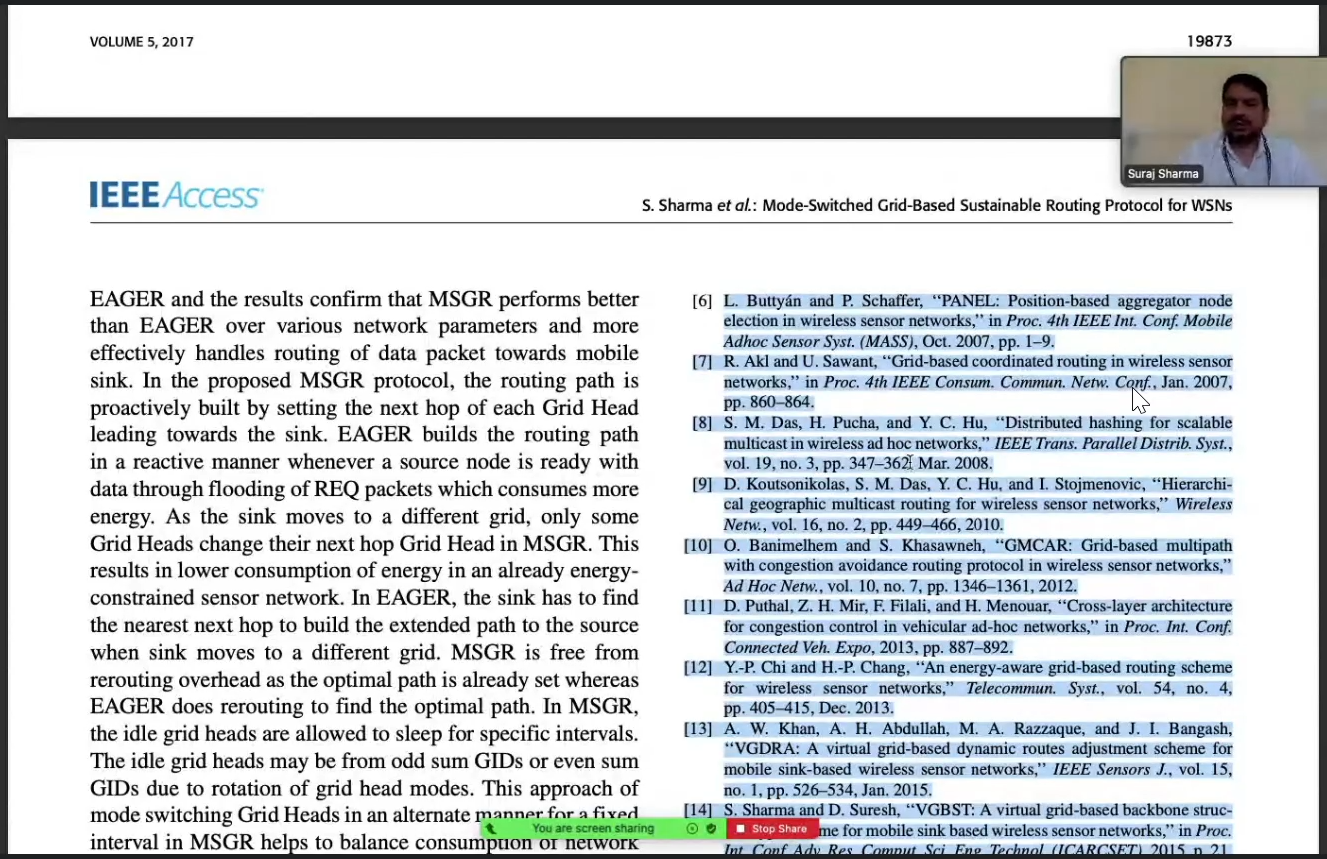 VOLUME 5, 2017
19873
Suraj Sharma
IEEE Access
S. Sharma et al.: Mode-Switched Grid-Based Sustainable Routing Protocol for WSNs
EAGER and the results confirm that MSGR performs better
than EAGER over various network parameters and more
effectively handles routing of data packet towards mobile
sink. In the proposed MSGR protocol, the routing path is
proactively built by setting the next hop of each Grid Head
leading towards the sink. EAGER builds the routing path
in a reactive manner whenever a source node is ready with
data through flooding of REQ packets which consumes more
energy. As the sink moves to a different grid, only some
Grid Heads change their next hop Grid Head in MSGR. This
results in lower consumption of energy in an already energy-
constrained sensor network. In EAGER, the sink has to find
the nearest next hop to build the extended path to the source
when sink moves to a different grid. MSGR is free from
rerouting overhead as the optimal path is already set whereas
EAGER does rerouting to find the optimal path. In MSGR,
the idle grid heads are allowed to sleep for specific intervals.
The idle grid heads may be from odd sum GIDs or even sum
GIDs due to rotation of grid head modes. This approach of
mode switching Grid Heads in an alternate manner for a fixed
interval in MSGR helps to balance consumption of network
[6] L. Buttyán and P. Schaffer, “PANEL: Position-based aggregator node
election in wireless sensor networks,” in Proc. 4th IEEE Int. Conf. Mobile
Adhoc Sensor Syst. (MASS), Oct. 2007, pp. 1–9.
[7] R. Akl and U. Sawant, “Grid-based coordinated routing in wireless sensor
networks,” in Proc. 4th IEEE Consum. Commun. Netw. Conf., Jan. 2007,
pp. 860–864.
[8] S. M. Das, H. Pucha, and Y. C. Hu, “Distributed hashing for scalable
multicast in wireless ad hoc networks,” IEEE Trans. Parallel Distrib. Syst.,
vol. 19, no. 3, pp. 347–362, Mar. 2008.
[9] D. Koutsonikolas, S. M. Das, Y. C. Hu, and I. Stojmenovic, “Hierarchi-
cal geographic multicast routing for wireless sensor networks,” Wireless
Netw., vol. 16, no. 2, pp. 449–466, 2010.
[10] O. Banimelhem and S. Khasawneh, “GMCAR: Grid-based multipath
with congestion avoidance routing protocol in wireless sensor networks,”
Ad Hoc Netw., vol. 10, no. 7, pp. 1346–1361, 2012.
[11] D. Puthal, Z. H. Mir, F. Filali, and H. Menouar, “Cross-layer architecture
for congestion control in vehicular ad-hoc networks,” in Proc. Int. Conf.
Connected Veh. Expo, 2013, pp. 887–892.
[12] Y.-P. Chi and H.-P. Chang, “An energy-aware grid-based routing scheme
for wireless sensor networks,” Telecommun. Syst., vol. 54, no. 4,
pp. 405–415, Dec. 2013.
[13] A. W. Khan, A. H. Abdullah, M. A. Razzaque, and J. I. Bangash,
“VGDRA: A virtual grid-based dynamic routes adjustment scheme for
mobile sink-based wireless sensor networks,” IEEE Sensors J., vol. 15,
no. 1, pp. 526–534, Jan. 2015.
[14] S. Sharma and D. Suresh, “VGBST: A virtual grid-based backbone struc-
me for mobile sink based wireless sensor networks,” in Proc.
Int. Conf. Adv. Res. Comput. Sci. Eng. Technol. (ICARCSET) 2015, p. 21.
You are screen sharing
Stop Share